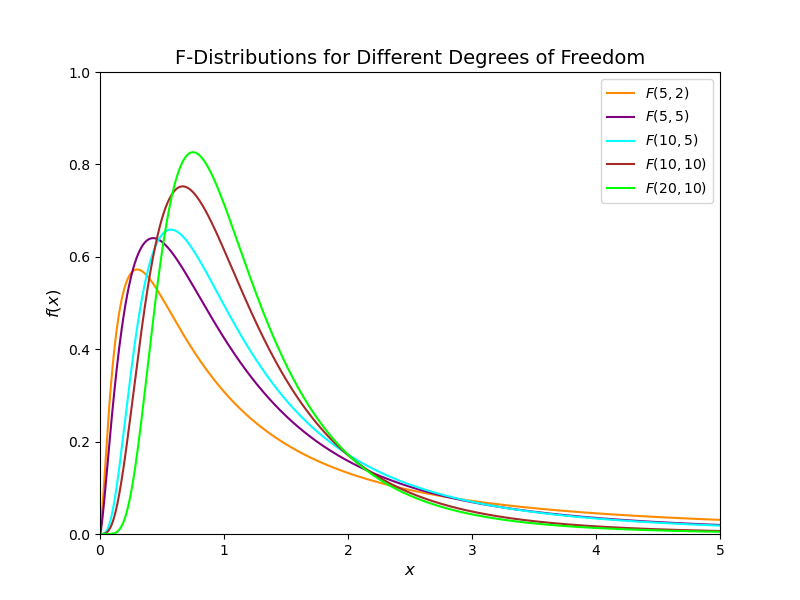 F-Distributions for Different Degrees of Freedom
1.0
0.8
0.6
0.4
0.2
0.0
f(x)
F(5, 2)
F(5, 5)
F(10, 5)
F(10, 10)
F(20, 10)
0 1 2 3 4 5
x